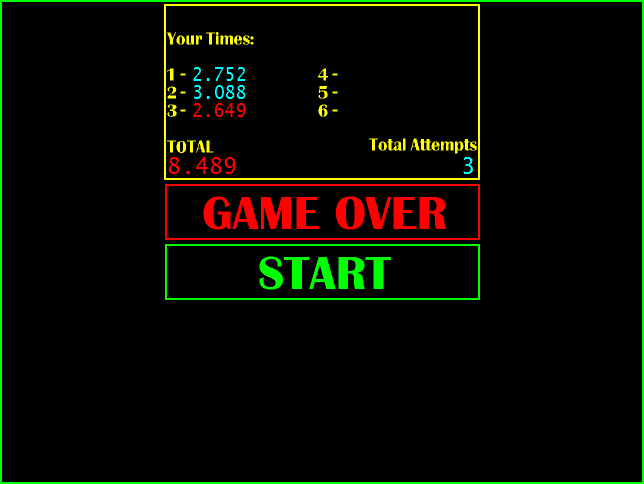 Your Times:
1 - 2.752 4 -
2 - 3.088 5 -
3 - 2.649 6 -
TOTAL Total Attempts
8.489 3
GAME OVER
START